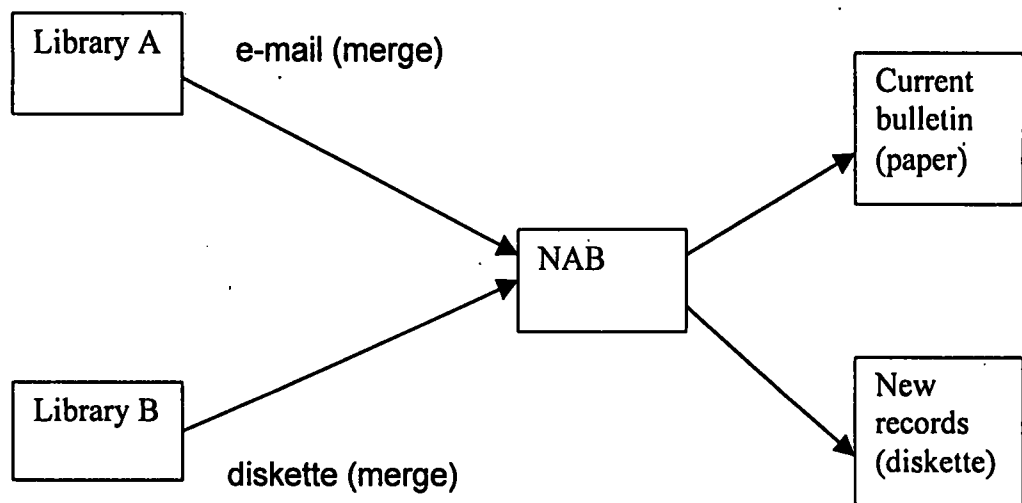 Library A
e-mail (merge)
Current
bulletin
(paper)
NAB
Library B
diskette (merge)
New
records
(diskette)